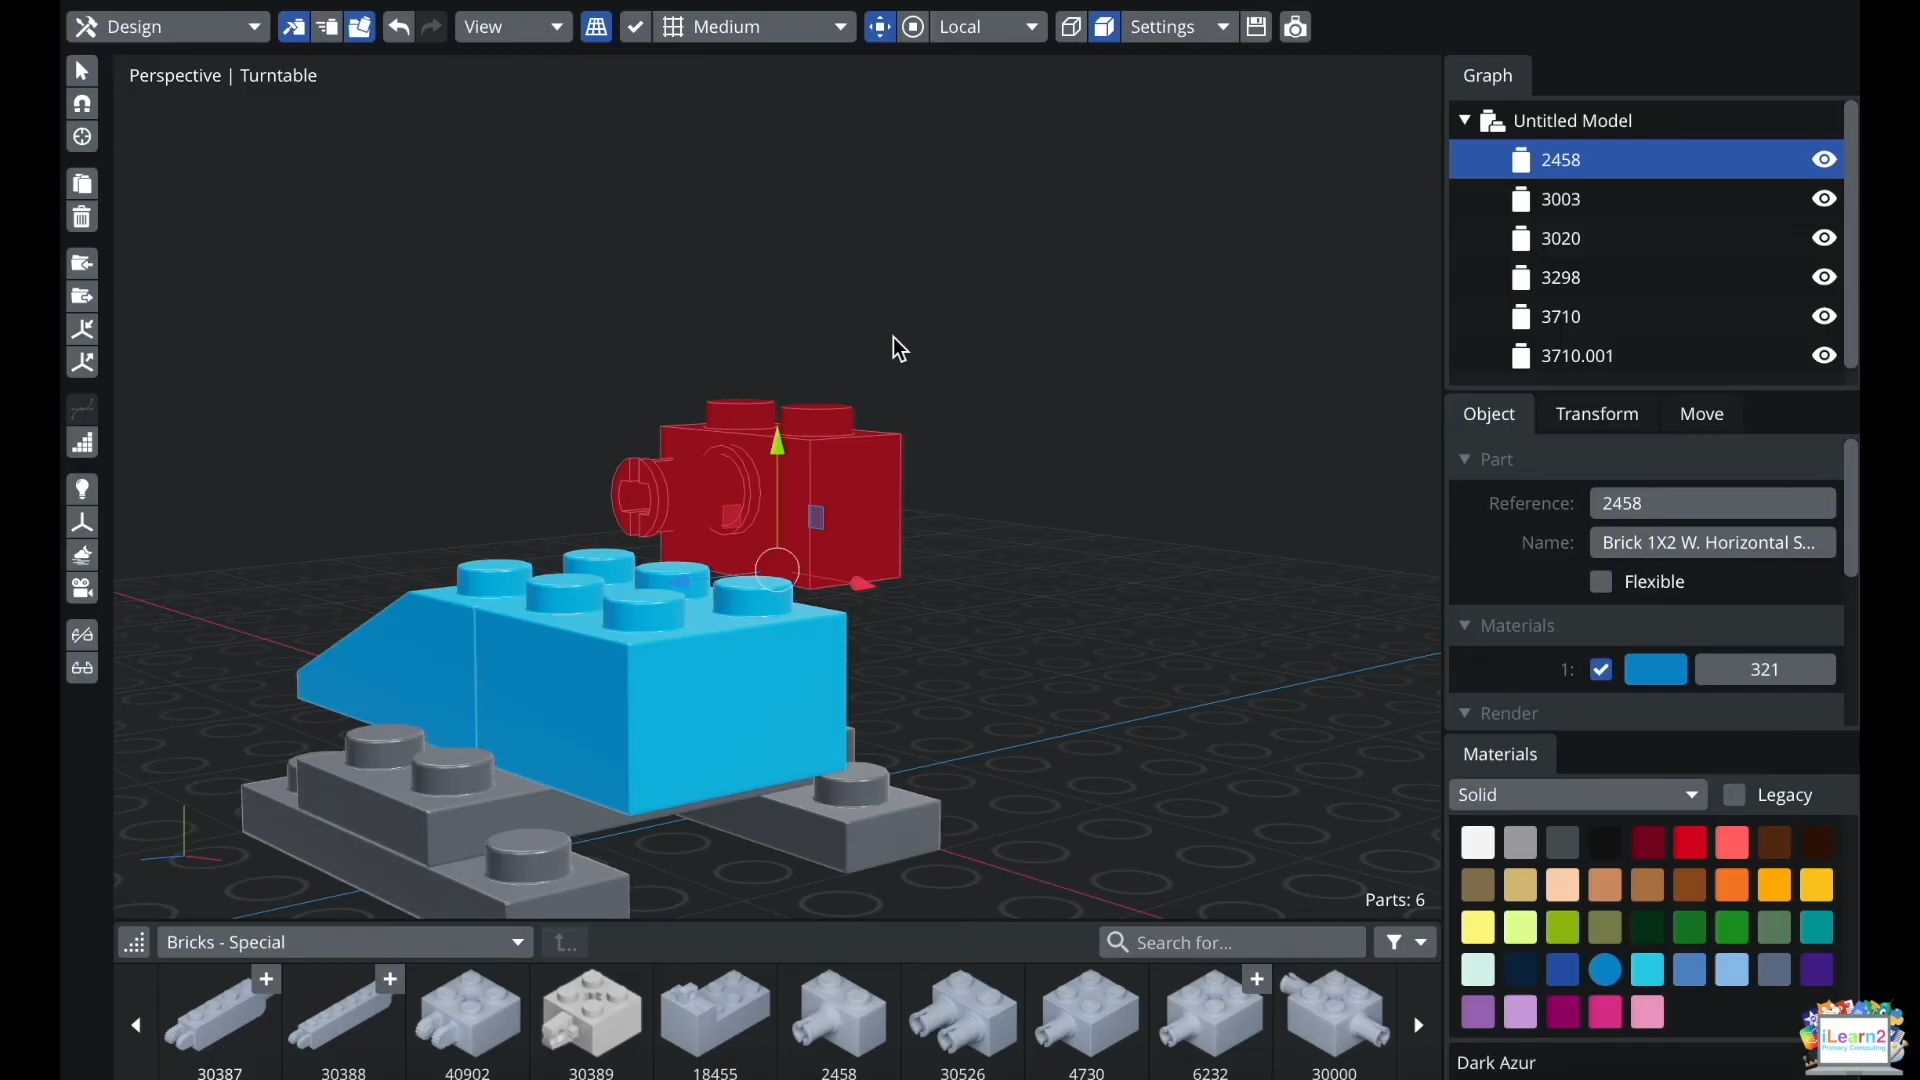 Design
View
Medium
Local
Settings
Perspective | Turntable
Graph
Untitled Model
2458
3003
3020
3298
3710
3710.001
Object
Transform
Move
Part
Reference:
2458
Name:
Brick 1X2 W. Horizontal S...
Flexible
Materials
1:
321
Render
Materials
Solid
Legacy
Parts: 6
Bricks - Special
Search for...
30387
30388
40902
30389
18455
2458
30526
4730
6232
30000
Dark Azur
iLearn2
Primary Computing